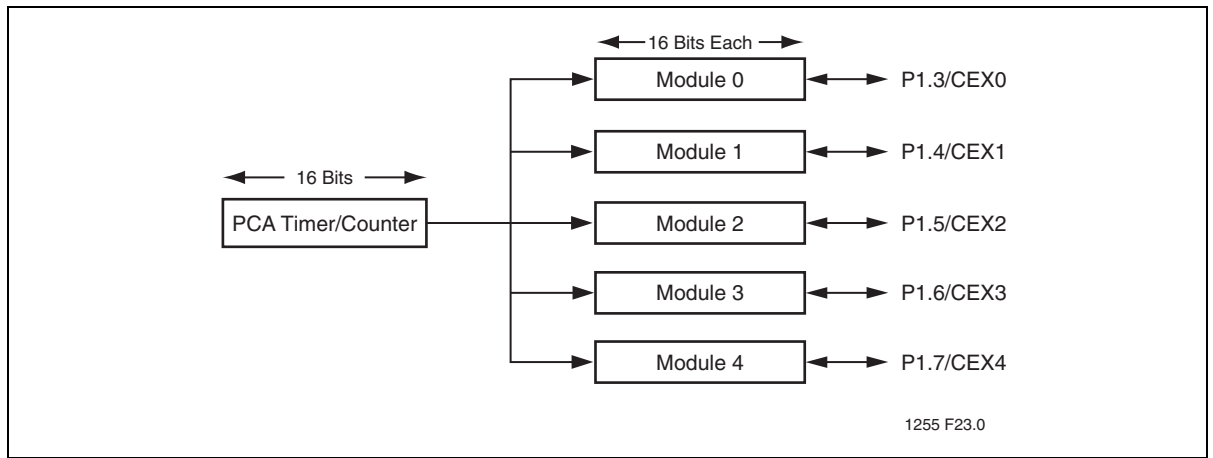 16 Bits Each
Module 0
P1.3/CEX0
Module 1
P1.4/CEX1
16 Bits
PCA Timer/Counter
Module 2
P1.5/CEX2
Module 3
P1.6/CEX3
Module 4
P1.7/CEX4
1255 F23.0